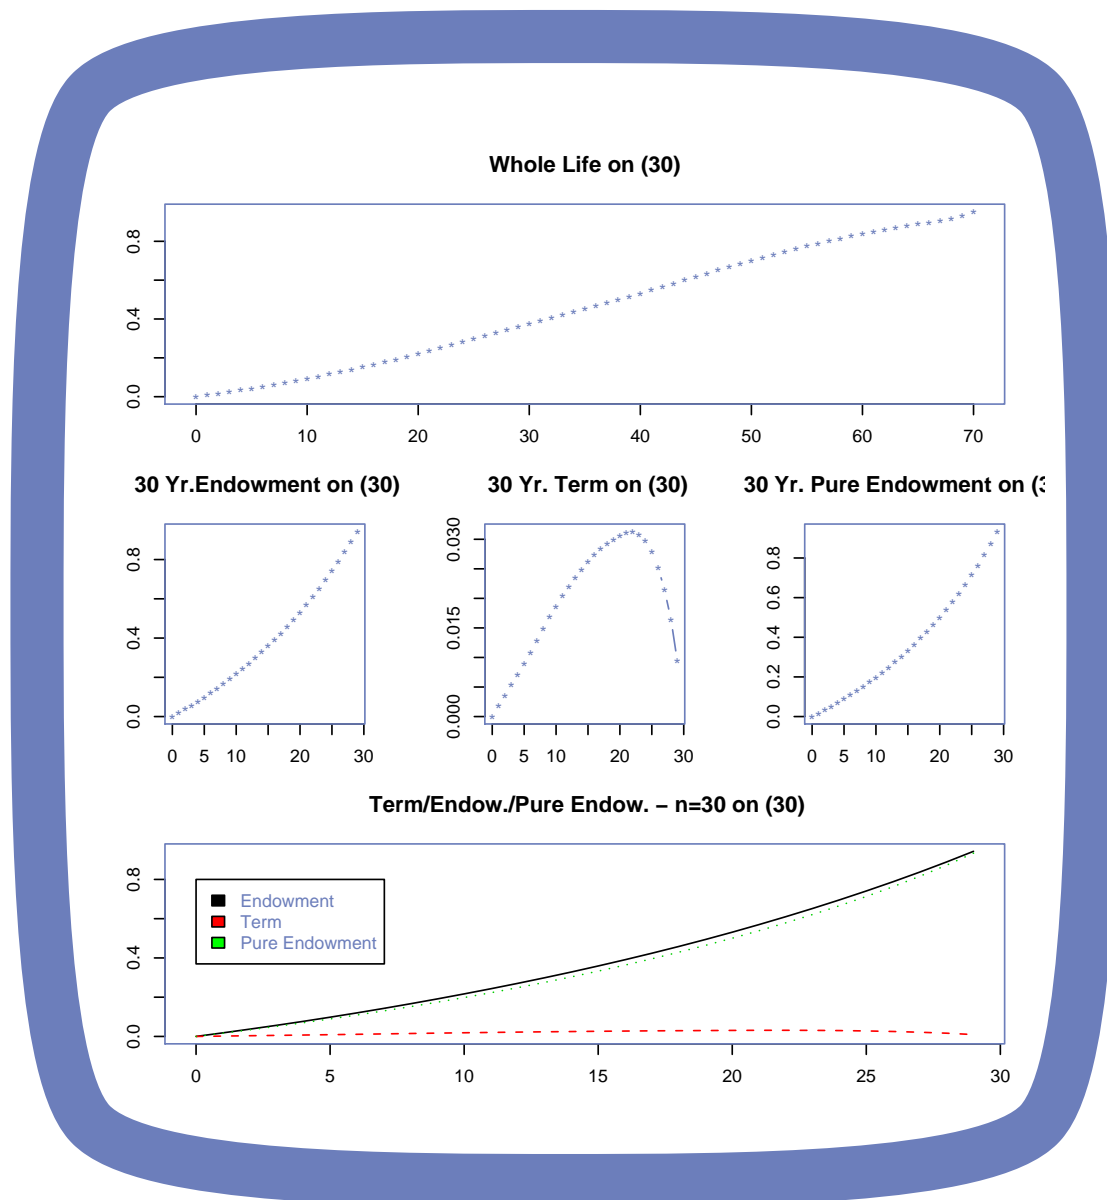 Whole Life on (30)
0.8
0.4
0.0
0 10 20 30 40 50 60 70
30 Yr.Endowment on (30)
0.8
0.4
0.0
0 5 10 20 30
30 Yr. Term on (30)
0.030
0.015
0.000
0 5 10 20 30
30 Yr. Pure Endowment on
0.8
0.6
0.4
0.2
0.0
0 5 10 20 30
Term/Endow./Pure Endow. – n=30 on (30)
0.8
0.4
0.0
Endowment
Term
Pure Endowment
0 5 10 15 20 25 30